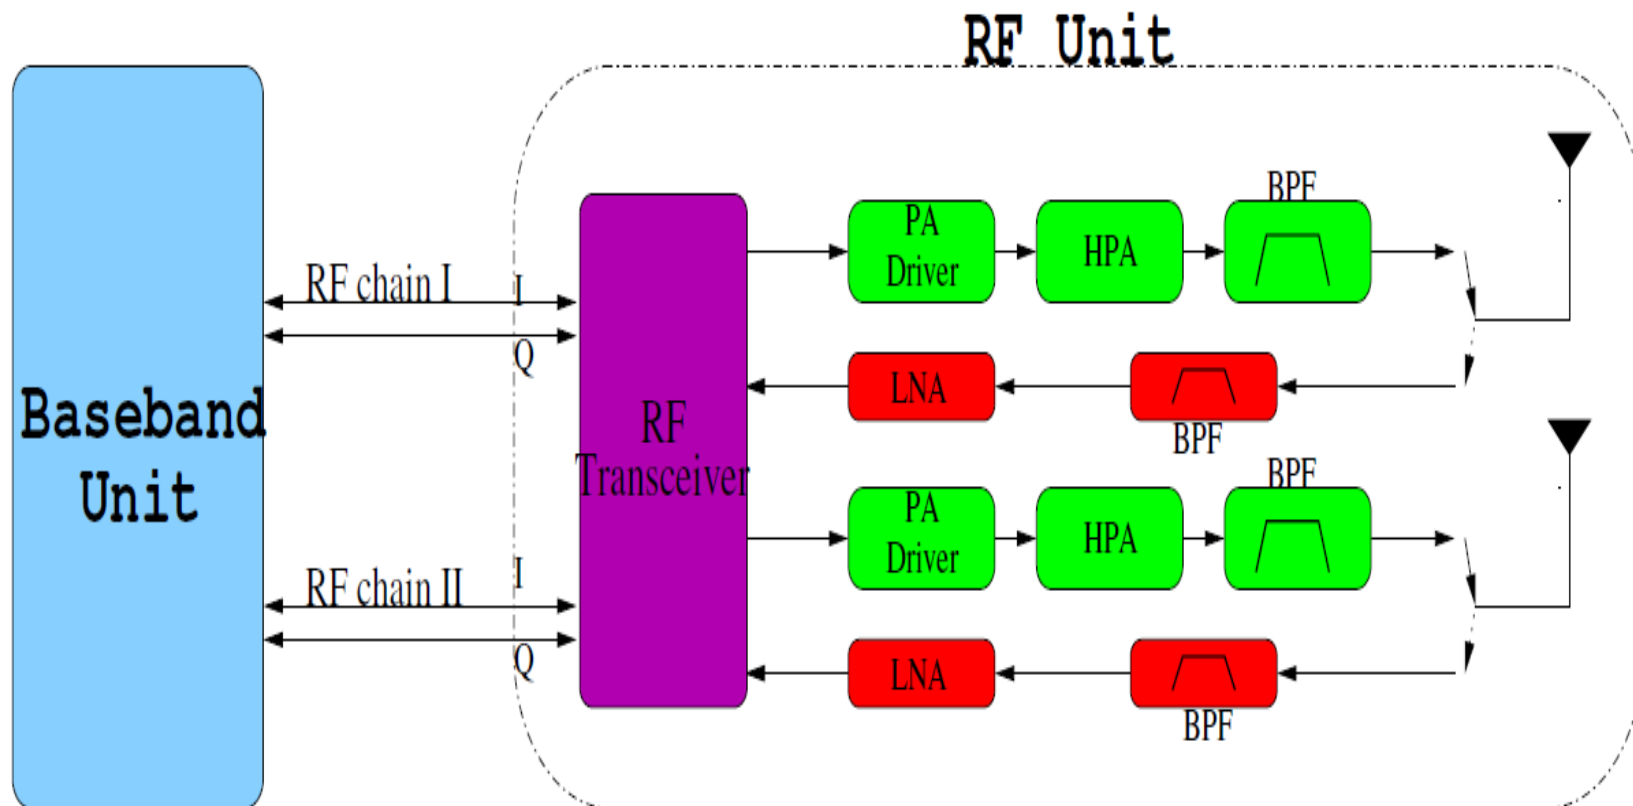 RF Unit
BPF
PA
Driver
HPA
RF chain I
I
Q
LNA
BPF
Baseband
Unit
RF
Transceiver
BPF
PA
Driver
HPA
RF chain II
I
Q
LNA
BPF